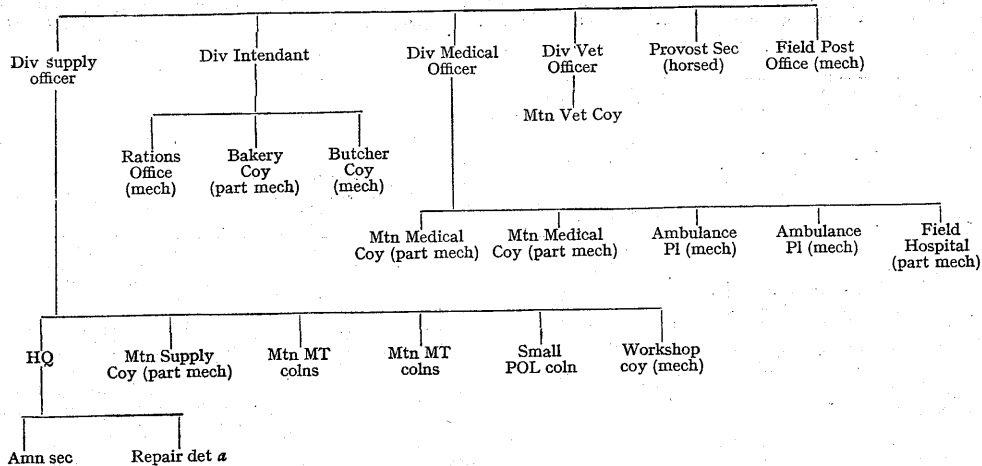 Div supply
officer
Div Intendant
Div Medical
Officer
Div Vet
Officer
Provost Sec
(horsed)
Field Post
Office (mech)
Mtn Vet Coy
Rations
Office
(mech)
Bakery
Coy
(part mech)
Butcher
Coy
(mech)
Mtn Medical
Coy (part mech)
Mtn Medical
Coy (part mech)
Ambulance
Pl (mech)
Ambulance
Pl (mech)
Field
Hospital
(part mech)
HQ
Mtn Supply
Coy (part mech)
Mtn MT
colns
Mtn MT
colns
Small
POL coln
Workshop
coy (mech)
Amn sec
Repair det a